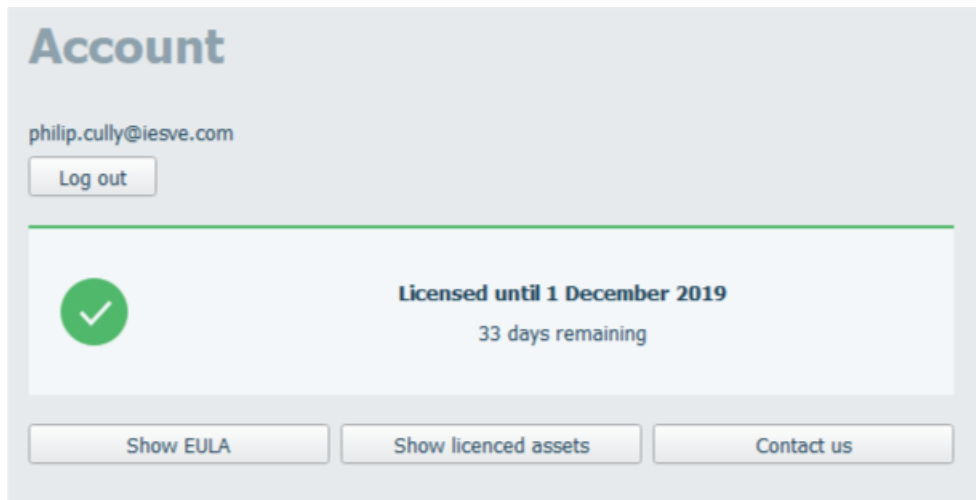 Account
philip.cully@iesve.com
Log out
Licensed until 1 December 2019
33 days remaining
Show EULA
Show licenced assets
Contact us